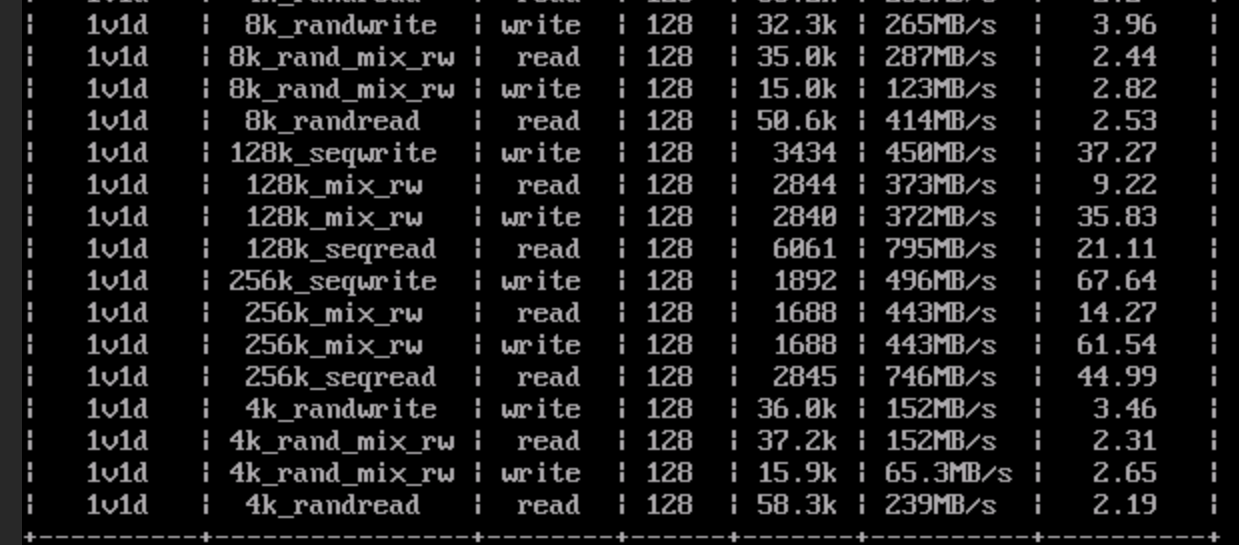 | 1v1d | 8k_randwrite | write | 128 | 32.3k | 265MB/s | 3.96 |
| 1v1d | 8k_rand_mix_rw | read | 128 | 35.0k | 287MB/s | 2.44 |
| 1v1d | 8k_rand_mix_rw | write | 128 | 15.0k | 123MB/s | 2.82 |
| 1v1d | 8k_randread | read | 128 | 50.6k | 414MB/s | 2.53 |
| 1v1d | 128k_seqwrite | write | 128 | 3434 | 450MB/s | 37.27 |
| 1v1d | 128k_mix_rw | read | 128 | 2844 | 373MB/s | 9.22 |
| 1v1d | 128k_mix_rw | write | 128 | 2840 | 372MB/s | 35.83 |
| 1v1d | 128k_seqread | read | 128 | 6061 | 795MB/s | 21.11 |
| 1v1d | 256k_seqwrite | write | 128 | 1892 | 496MB/s | 67.64 |
| 1v1d | 256k_mix_rw | read | 128 | 1688 | 443MB/s | 14.27 |
| 1v1d | 256k_mix_rw | write | 128 | 1688 | 443MB/s | 61.54 |
| 1v1d | 256k_seqread | read | 128 | 2845 | 746MB/s | 44.99 |
| 1v1d | 4k_randwrite | write | 128 | 36.0k | 152MB/s | 3.46 |
| 1v1d | 4k_rand_mix_rw | read | 128 | 37.2k | 152MB/s | 2.31 |
| 1v1d | 4k_rand_mix_rw | write | 128 | 15.9k | 65.3MB/s | 2.65 |
| 1v1d | 4k_randread | read | 128 | 58.3k | 239MB/s | 2.19 |